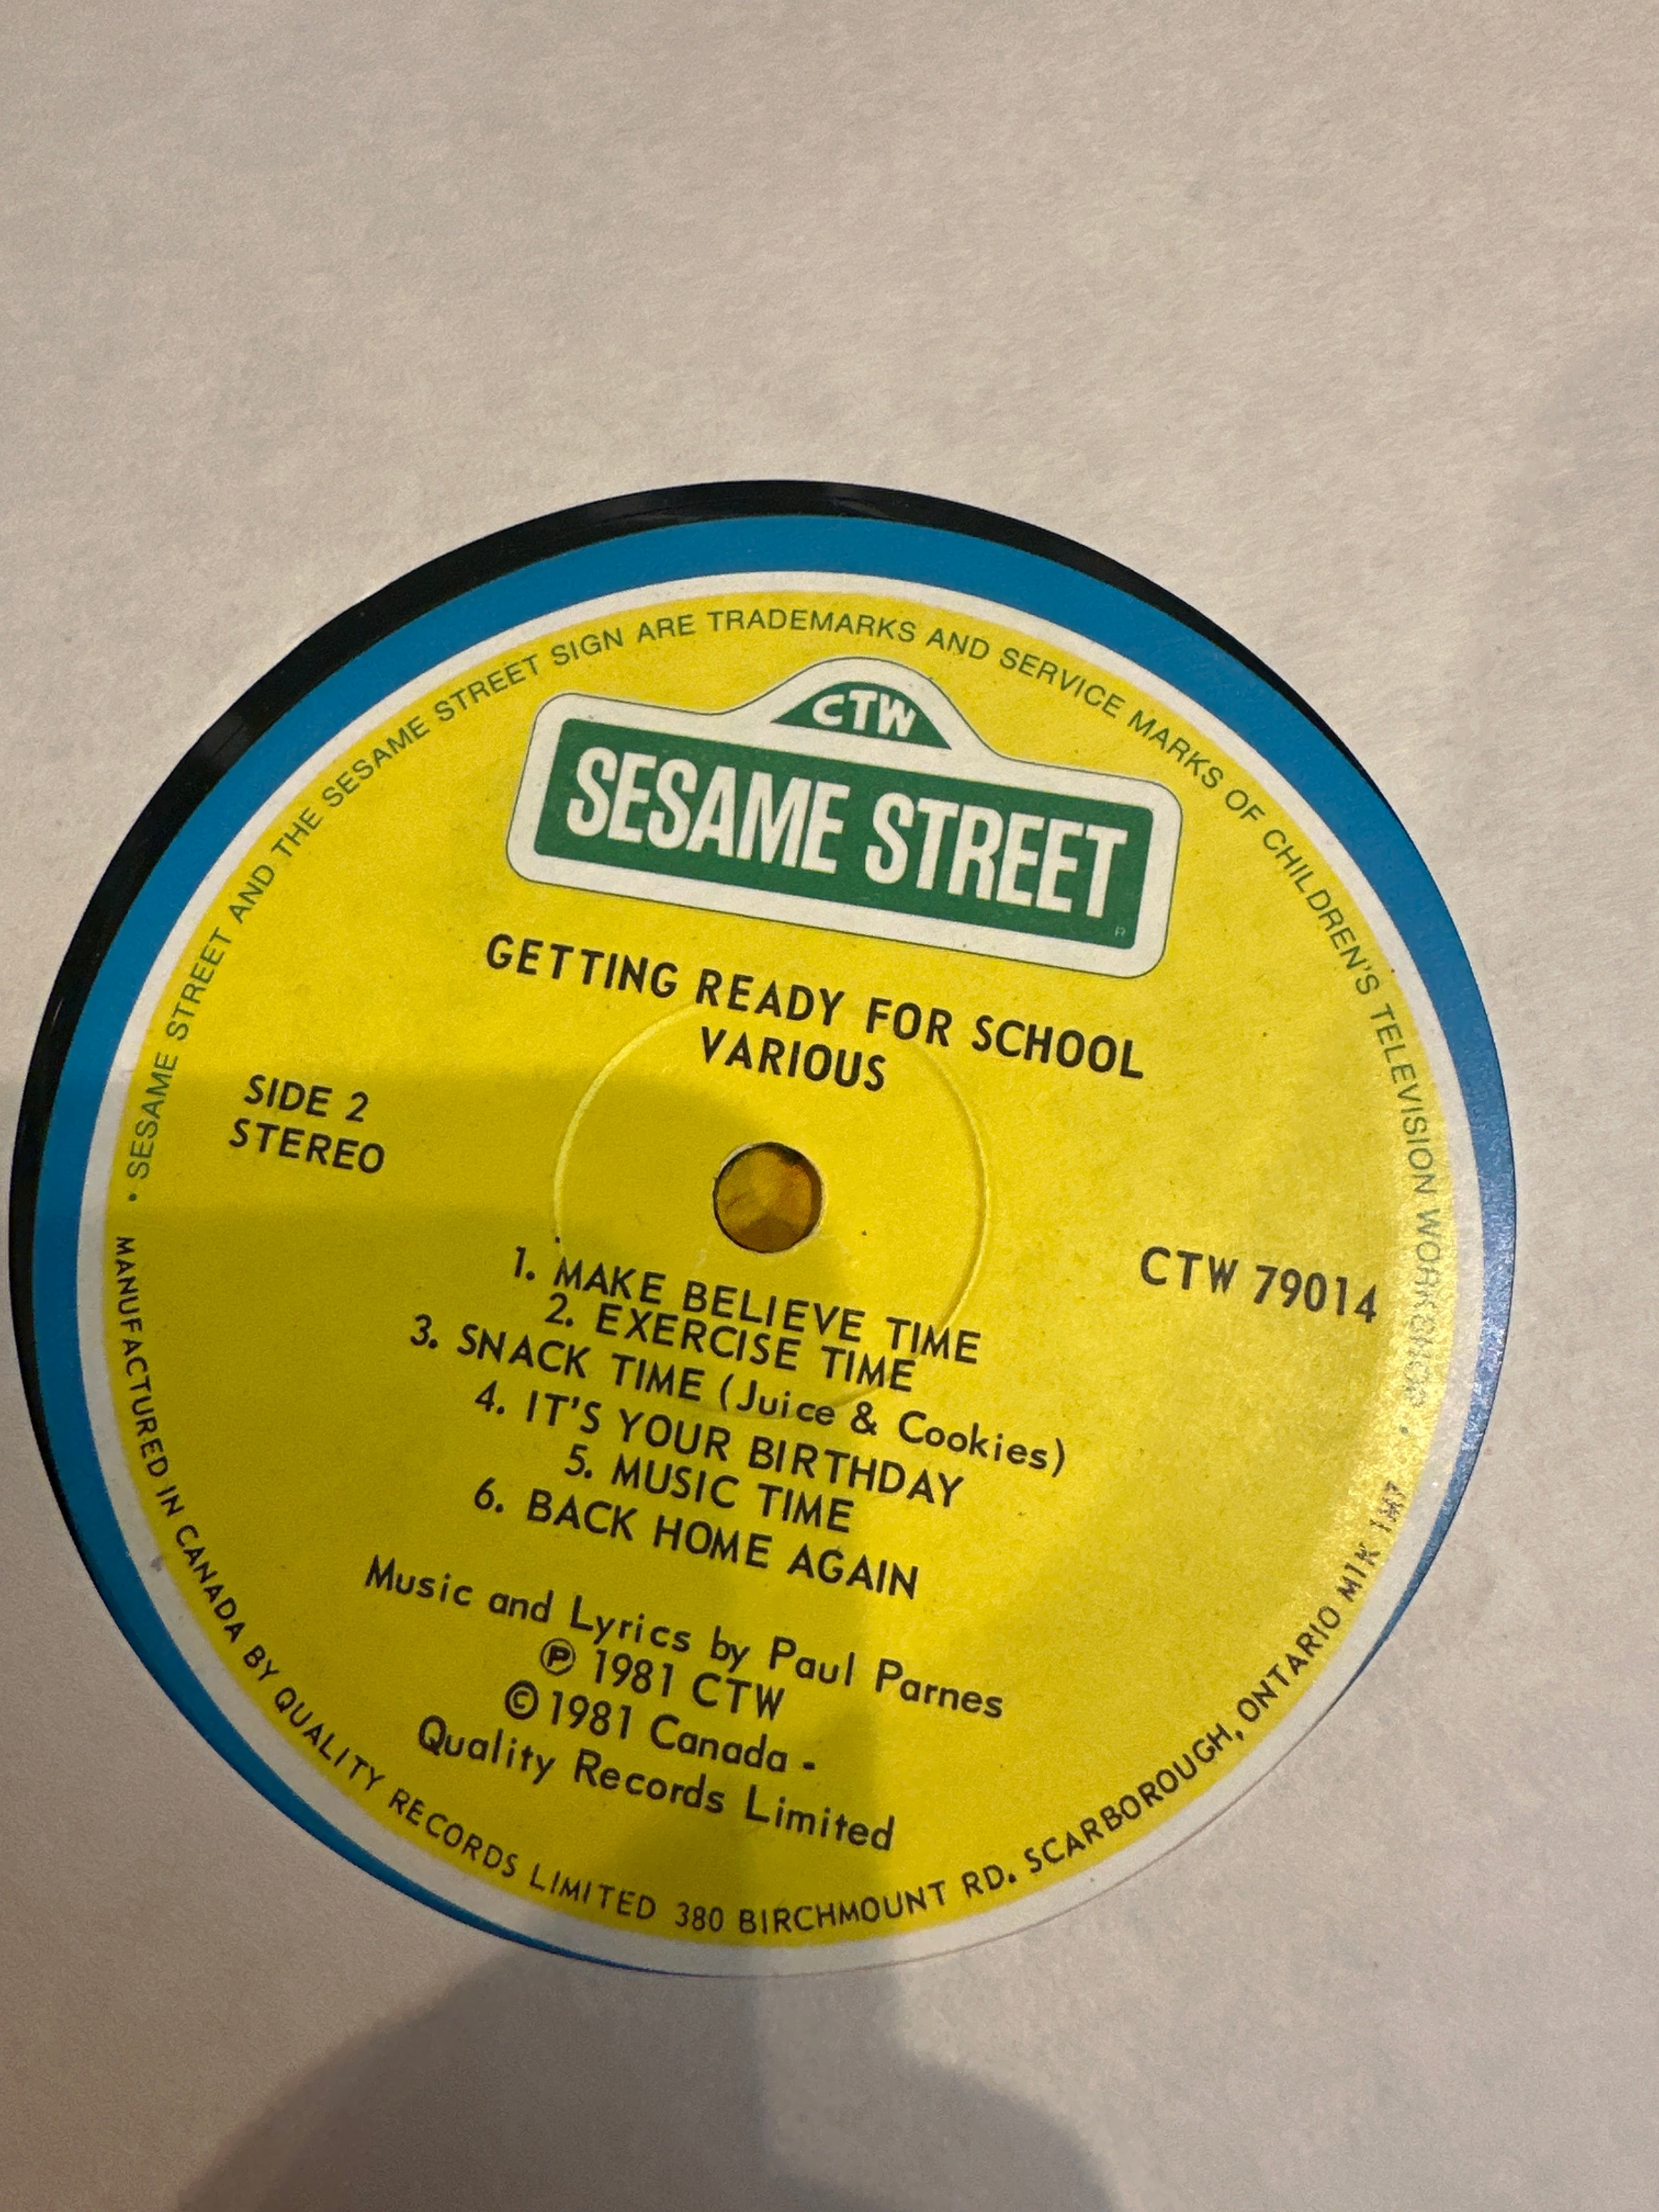 • SESAME STREET AND THE SESAME STREET SIGN ARE TRADEMARKS AND SERVICE MARKS OF CHILDREN'S TELEVISION WORKSHOP •
CTW
SESAME STREET
R
GETTING READY FOR SCHOOL
VARIOUS
SIDE 2
STEREO
CTW 79014
1. MAKE BELIEVE TIME
2. EXERCISE TIME
3. SNACK TIME (Juice & Cookies)
4. IT'S YOUR BIRTHDAY
5. MUSIC TIME
6. BACK HOME AGAIN
Music and Lyrics by Paul Parnes
℗ 1981 CTW
© 1981 Canada -
Quality Records Limited
MANUFACTURED IN CANADA BY QUALITY RECORDS LIMITED 380 BIRCHMOUNT RD. SCARBOROUGH, ONTARIO M1K 1M7